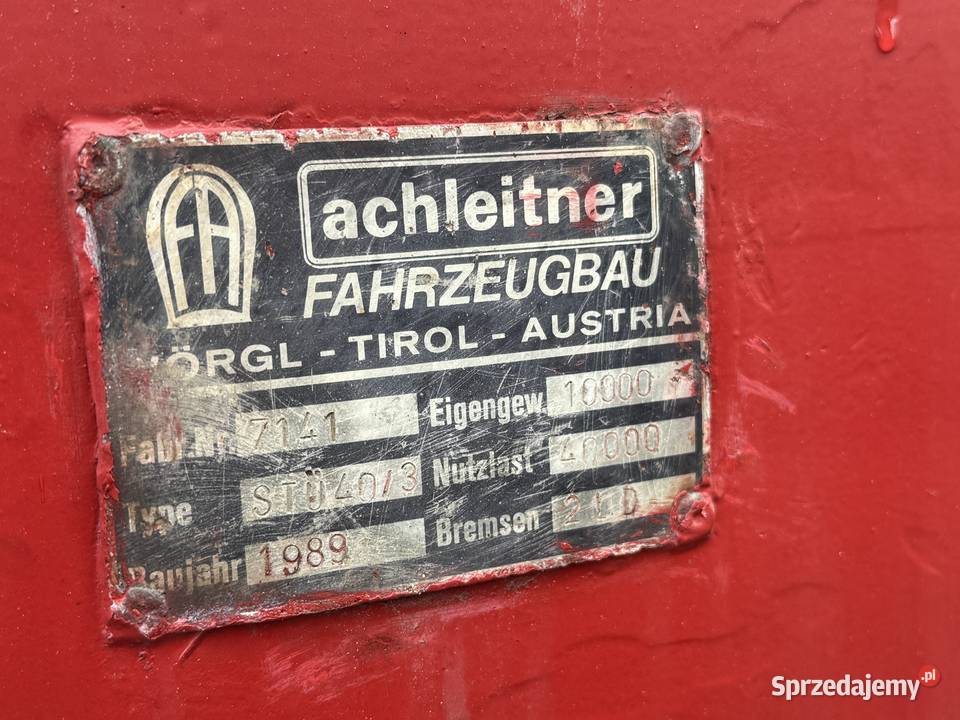 FA
achleitner
FAHRZEUGBAU
WÖRGL - TIROL - AUSTRIA
Fabr.Nr. 7141 Eigengew. 10000
Type STÜ40/3 Nutzlast 40000
Baujahr 1989 Bremsen
Sprzedajemy.pl